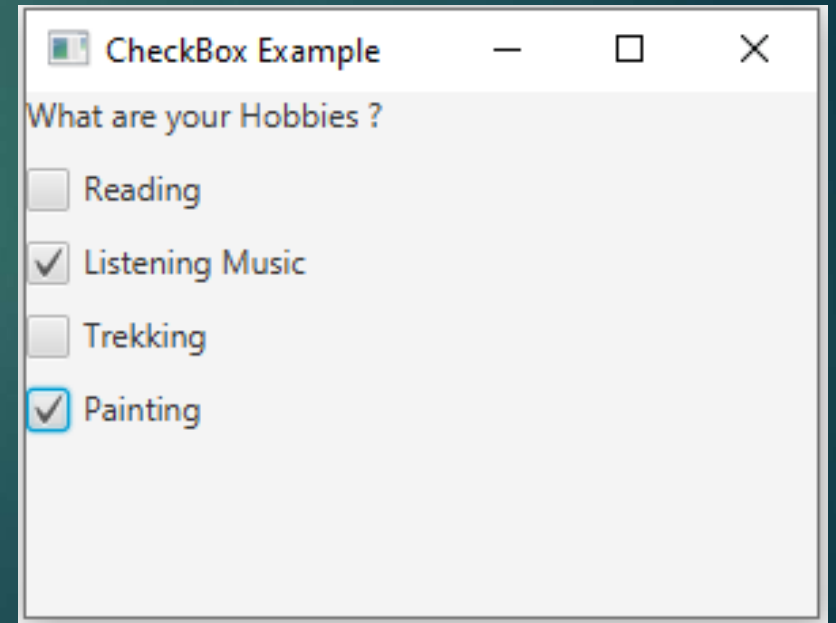 CheckBox Example
What are your Hobbies ?
Reading
Listening Music
Trekking
Painting